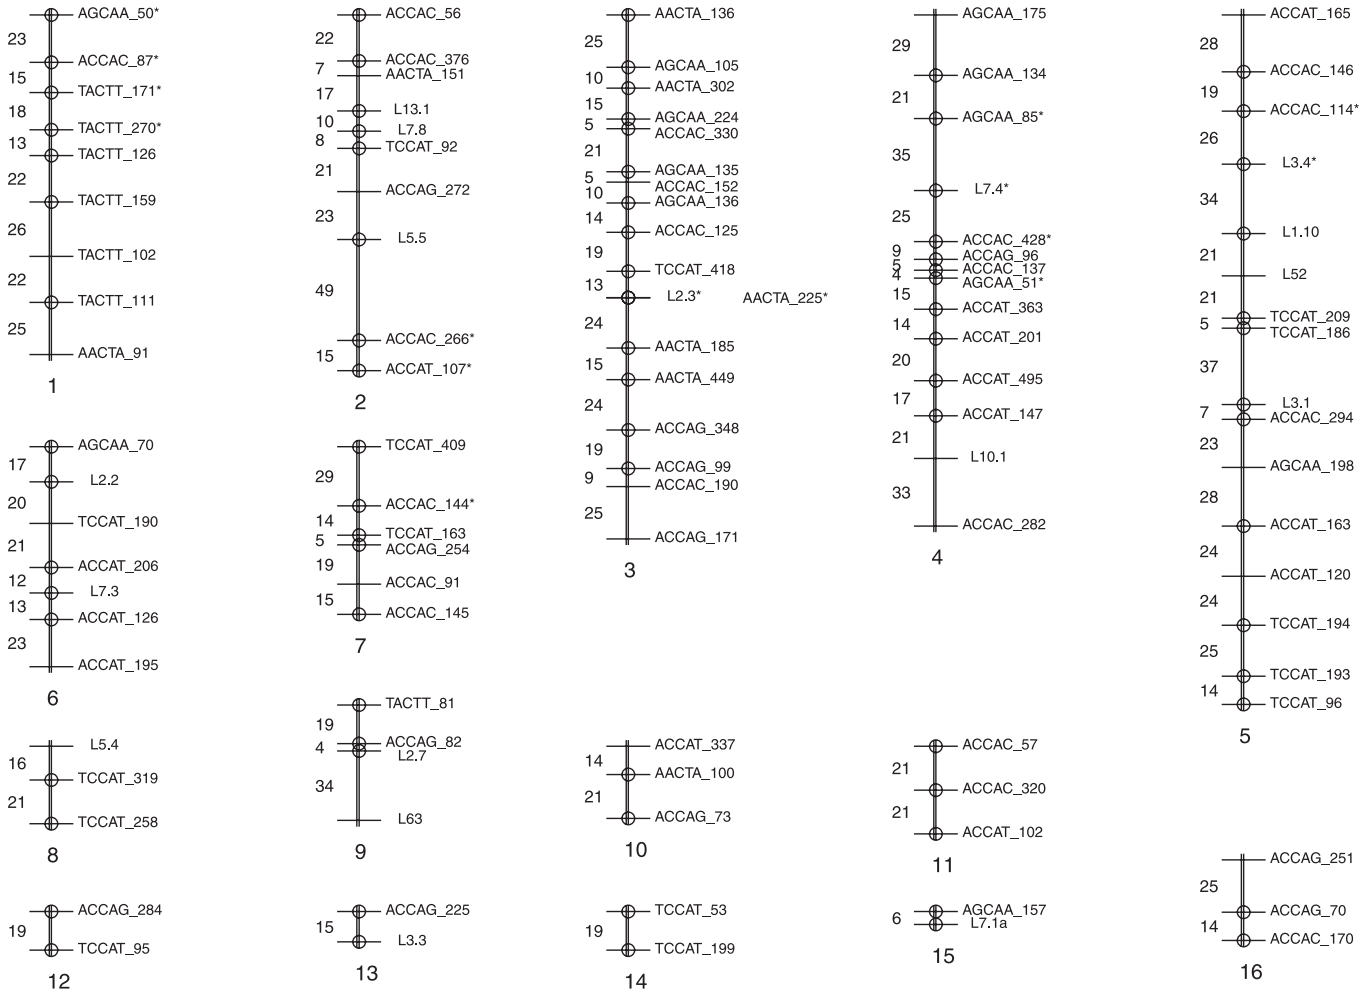 AGCAA_50*
23
ACCAC_87*
15
TACTT_171*
18
TACTT_270*
13
TACTT_126
22
TACTT_159
26
TACTT_102
22
TACTT_111
25
AACTA_91
1
ACCAC_56
22
ACCAC_376
7
AACTA_151
17
L13.1
10
L7.8
8
TCCAT_92
21
ACCAG_272
23
L5.5
49
ACCAC_266*
15
ACCAT_107*
2
AACTA_136
25
AGCAA_105
10
AACTA_302
15
AGCAA_224
5
ACCAC_330
21
AGCAA_135
5
ACCAC_152
10
AGCAA_136
14
ACCAC_125
19
TCCAT_418
13
L2.3* AACTA_225*
24
AACTA_185
15
AACTA_449
24
ACCAG_348
19
ACCAG_99
9
ACCAC_190
25
ACCAG_171
3
AGCAA_175
29
AGCAA_134
21
AGCAA_85*
35
L7.4*
25
ACCAC_428*
9
ACCAG_96
5
ACCAC_137
4
AGCAA_51*
15
ACCAT_363
14
ACCAT_201
20
ACCAT_495
17
ACCAT_147
21
L10.1
33
ACCAC_282
4
ACCAT_165
28
ACCAC_146
19
ACCAC_114*
26
L3.4*
34
L1.10
21
L52
21
TCCAT_209
5
TCCAT_186
37
L3.1
7
ACCAC_294
23
AGCAA_198
28
ACCAT_163
24
ACCAT_120
24
TCCAT_194
25
TCCAT_193
14
TCCAT_96
5
AGCAA_70
17
L2.2
20
TCCAT_190
21
ACCAT_206
12
L7.3
13
ACCAT_126
23
ACCAT_195
6
TCCAT_409
29
ACCAC_144*
14
TCCAT_163
5
ACCAG_254
19
ACCAC_91
15
ACCAC_145
7
L5.4
16
TCCAT_319
21
TCCAT_258
8
TACTT_81
19
ACCAG_82
4
L2.7
34
L63
9
ACCAT_337
14
AACTA_100
21
ACCAG_73
10
ACCAC_57
21
ACCAC_320
21
ACCAT_102
11
ACCAG_284
19
TCCAT_95
12
ACCAG_225
15
L3.3
13
TCCAT_53
19
TCCAT_199
14
AGCAA_157
6
L7.1a
15
ACCAG_251
25
ACCAG_70
14
ACCAC_170
16